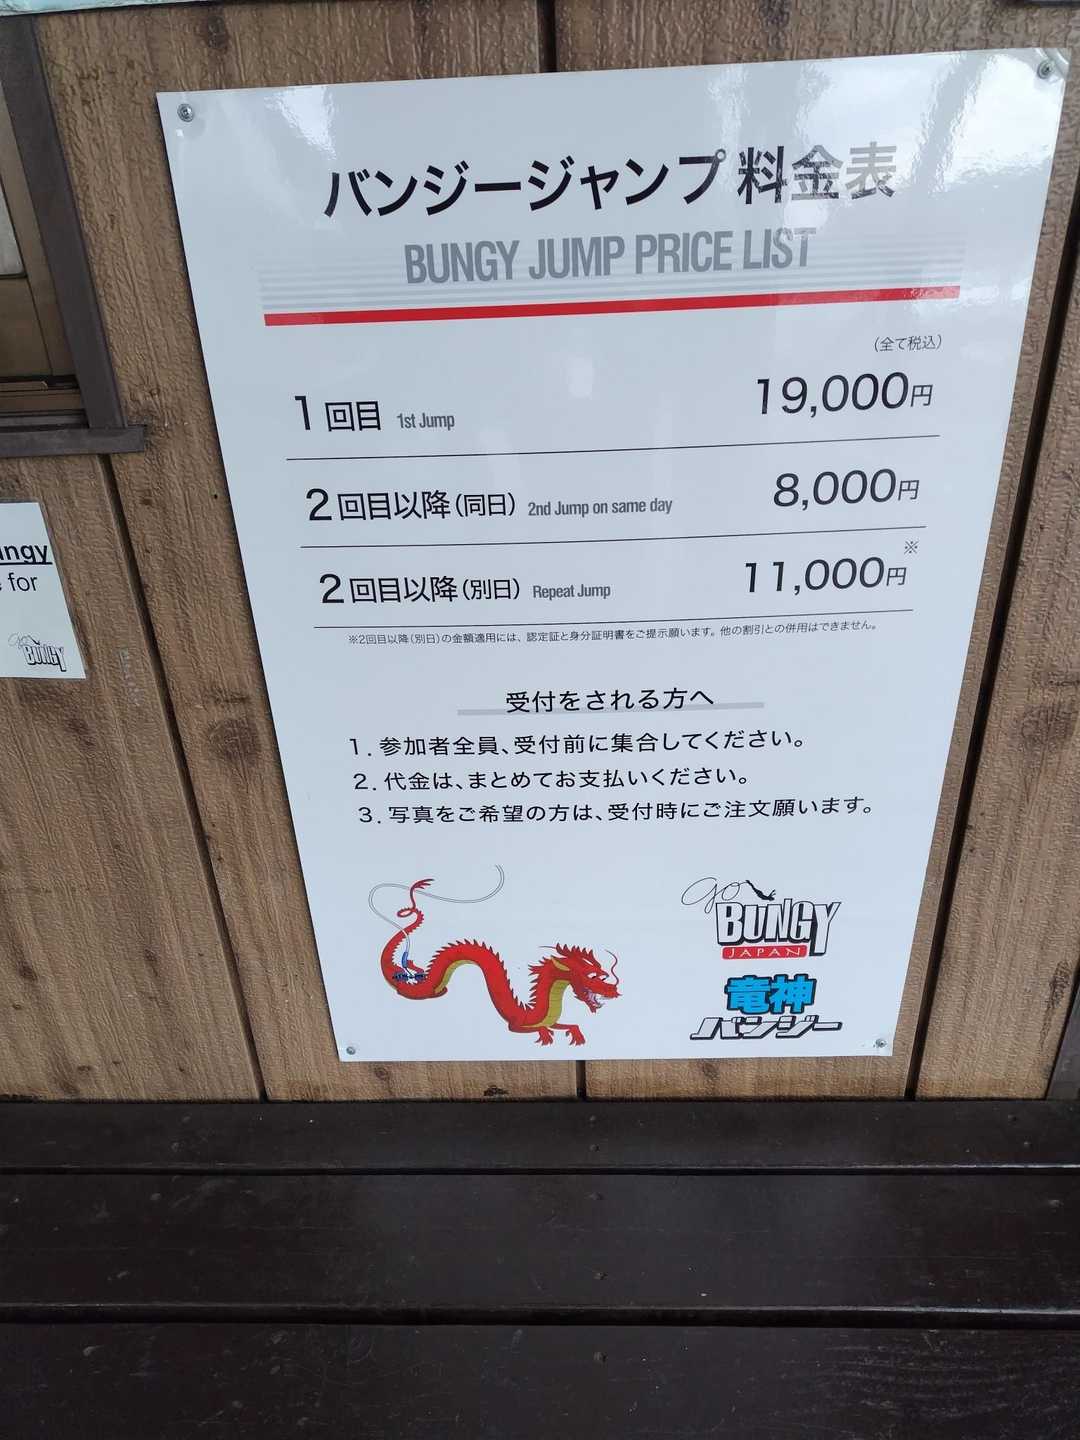 バンジージャンプ 料金表
BUNGY JUMP PRICE LIST
(全て税込)
1回目 1st Jump 19,000円
2回目以降(同日) 2nd Jump on same day 8,000円
2回目以降(別日) Repeat Jump 11,000円※
※2回目以降(別日)の金額適用には、認定証と身分証明書をご提示願います。他の割引との併用はできません。
受付をされる方へ
1. 参加者全員、受付前に集合してください。
2. 代金は、まとめてお支払いください。
3. 写真をご希望の方は、受付時にご注文願います。
go
BUNGY
JAPAN
竜神
バンジー
ngy
for
go
BUNGY